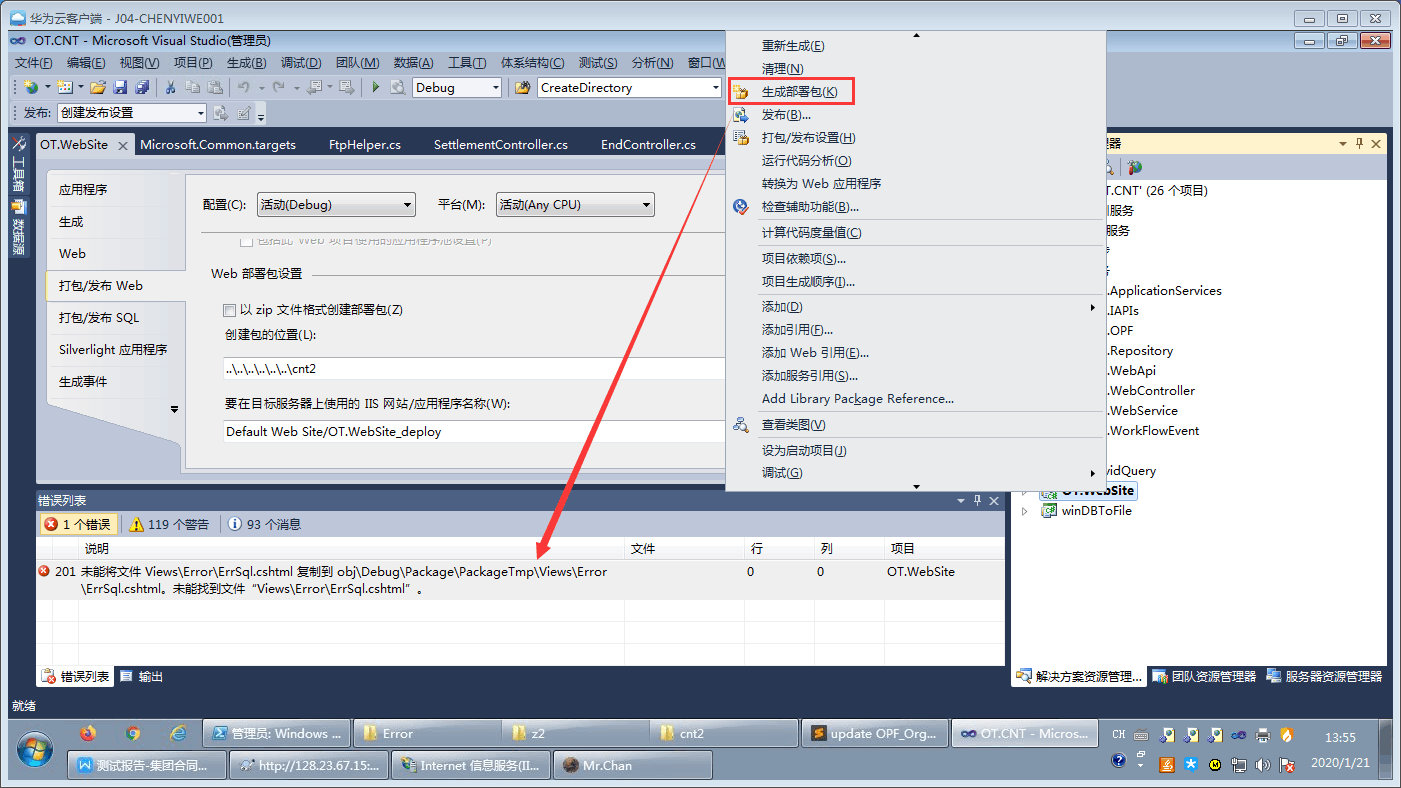 华为云客户端 - J04-CHENYIWE001
OT.CNT - Microsoft Visual Studio(管理员)
文件(F) 编辑(E) 视图(V) 项目(P) 生成(B) 调试(D) 团队(M) 数据(A) 工具(T) 体系结构(C) 测试(S) 分析(N) 窗口(W
Debug CreateDirectory
发布: 创建发布设置
OT.WebSite Microsoft.Common.targets FtpHelper.cs SettlementController.cs EndController.cs
工具箱
数据源
应用程序
生成
Web
打包/发布 Web
打包/发布 SQL
Silverlight 应用程序
生成事件
配置(C): 活动(Debug) 平台(M): 活动(Any CPU)
包括此 Web 项目使用的应用程序池设置(P)
Web 部署包设置
以 zip 文件格式创建部署包(Z)
创建包的位置(L):
..\..\..\..\..\..\cnt2
要在目标服务器上使用的 IIS 网站/应用程序名称(W):
Default Web Site/OT.WebSite_deploy
重新生成(E)
清理(N)
生成部署包(K)
发布(B)...
打包/发布设置(H)
运行代码分析(O)
转换为 Web 应用程序
检查辅助功能(B)...
计算代码度量值(C)
项目依赖项(S)...
项目生成顺序(I)...
添加(D)
添加引用(F)...
添加 Web 引用(E)...
添加服务引用(S)...
Add Library Package Reference...
查看类图(V)
设为启动项目(J)
调试(G)
理器
T.CNT' (26 个项目)
服务
服务
.ApplicationServices
.IAPIs
.OPF
.Repository
.WebApi
.WebController
.WebService
.WorkFlowEvent
vidQuery
OT.WebSite
winDBToFile
错误列表
1 个错误 119 个警告 93 个消息
说明 文件 行 列 项目
201 未能将文件 Views\Error\ErrSql.cshtml 复制到 obj\Debug\Package\PackageTmp\Views\Error 0 0 OT.WebSite
\ErrSql.cshtml。未能找到文件“Views\Error\ErrSql.cshtml”。
错误列表 输出
解决方案资源管理... 团队资源管理器 服务器资源管理器
就绪
管理员: Windows ... Error z2 cnt2 update OPF_Org... OT.CNT - Micros... CH
13:55
测试报告-集团合同... http://128.23.67.15:... Internet 信息服务(II... Mr.Chan
2020/1/21